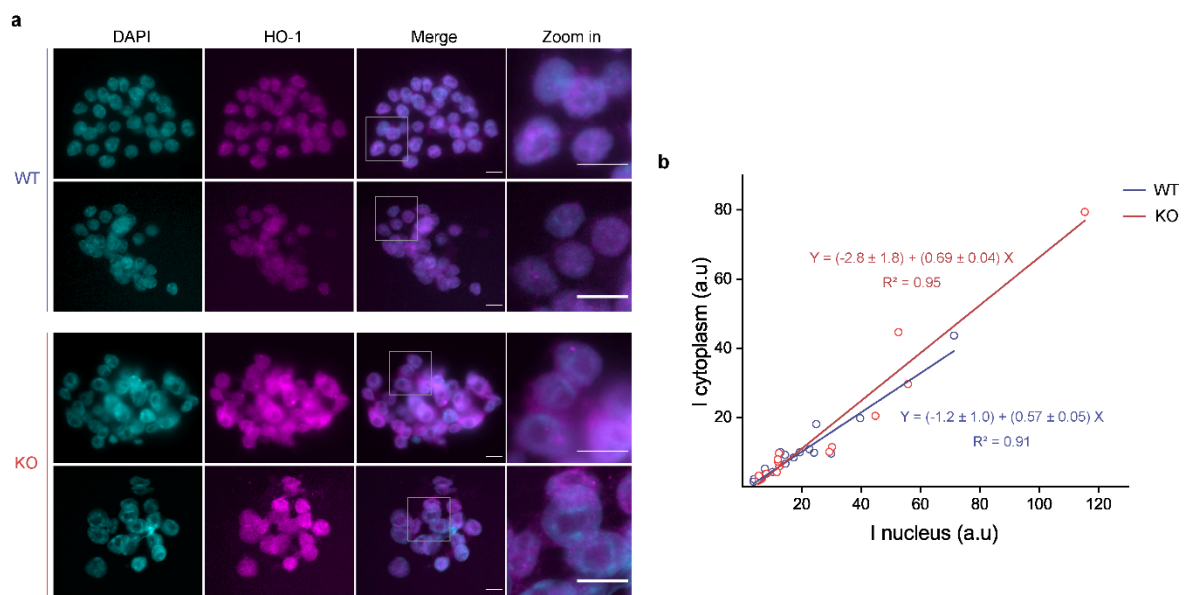 a
DAPI HO-1 Merge Zoom in
WT
KO
b
WT
KO
Y = (-2.8 ± 1.8) + (0.69 ± 0.04) X
R² = 0.95
Y = (-1.2 ± 1.0) + (0.57 ± 0.05) X
R² = 0.91
I cytoplasm (a.u)
80
60
40
20
20 40 60 80 100 120
I nucleus (a.u)